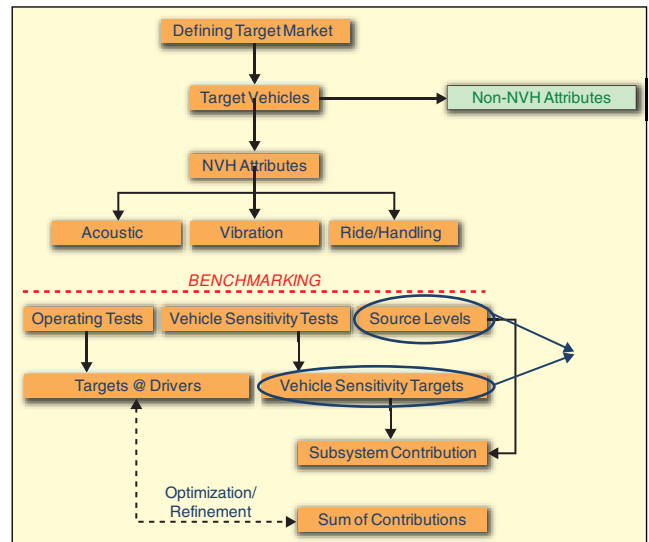 Defining Target Market
Target Vehicles
Non-NVH Attributes
NVH Attributes
Acoustic
Vibration
Ride/Handling
BENCHMARKING
Operating Tests
Vehicle Sensitivity Tests
Source Levels
Targets @ Drivers
Vehicle Sensitivity Targets
Subsystem Contribution
Optimization/
Refinement
Sum of Contributions